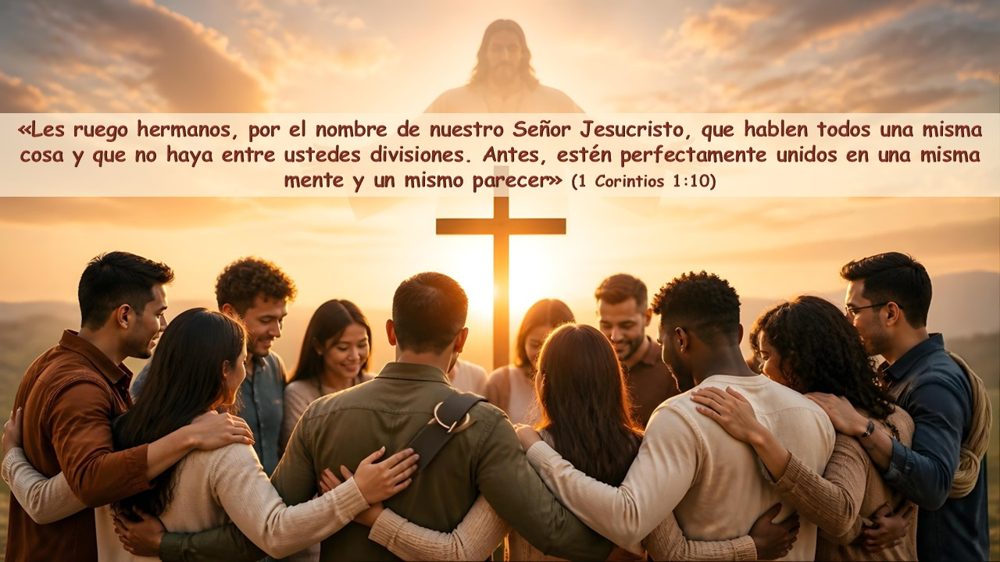 «Les ruego hermanos, por el nombre de nuestro Señor Jesucristo, que hablen todos una misma
cosa y que no haya entre ustedes divisiones. Antes, estén perfectamente unidos en una misma
mente y un mismo parecer» (1 Corintios 1:10)